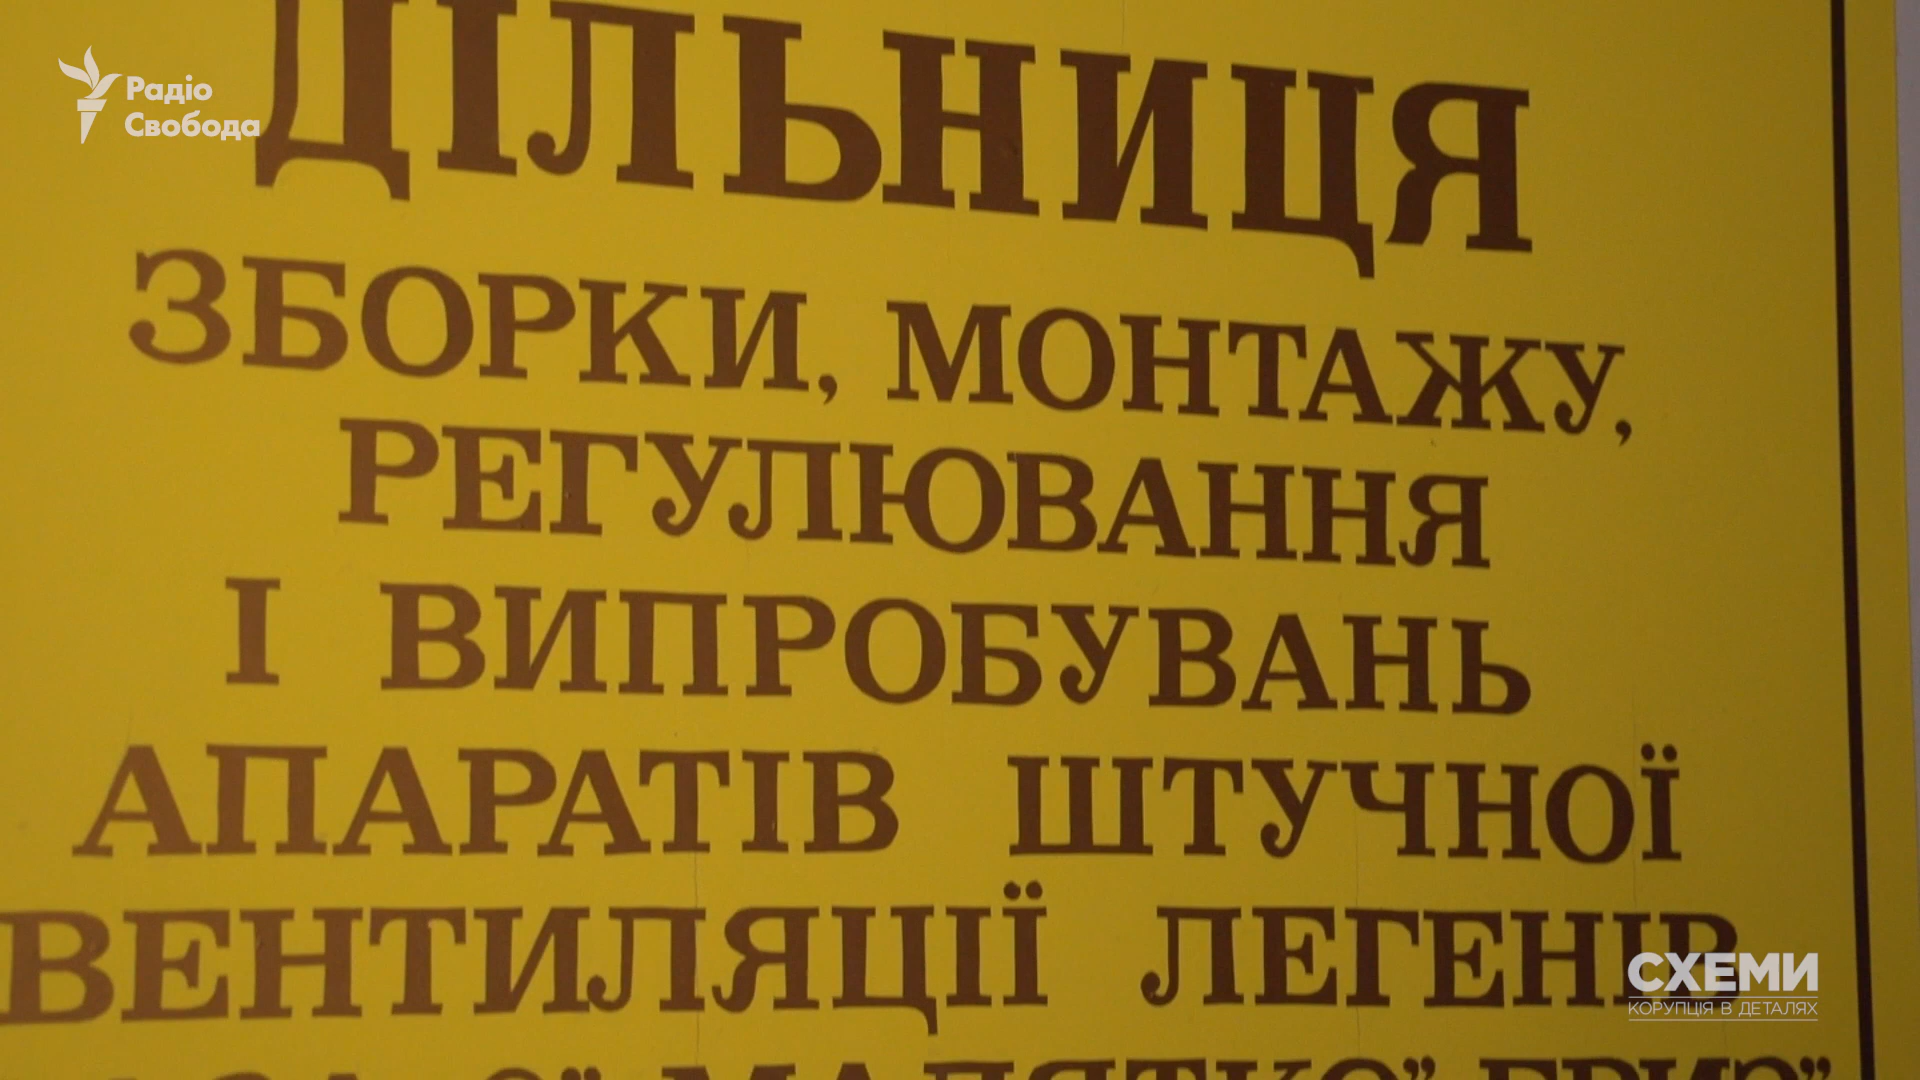 Радіо
Свобода
ДІЛЬНИЦЯ
ЗБОРКИ, МОНТАЖУ,
РЕГУЛЮВАННЯ
І ВИПРОБУВАНЬ
АПАРАТІВ ШТУЧНОЇ
ВЕНТИЛЯЦІЇ ЛЕГЕНІВ
СХЕМИ
КОРУПЦІЯ В ДЕТАЛЯХ